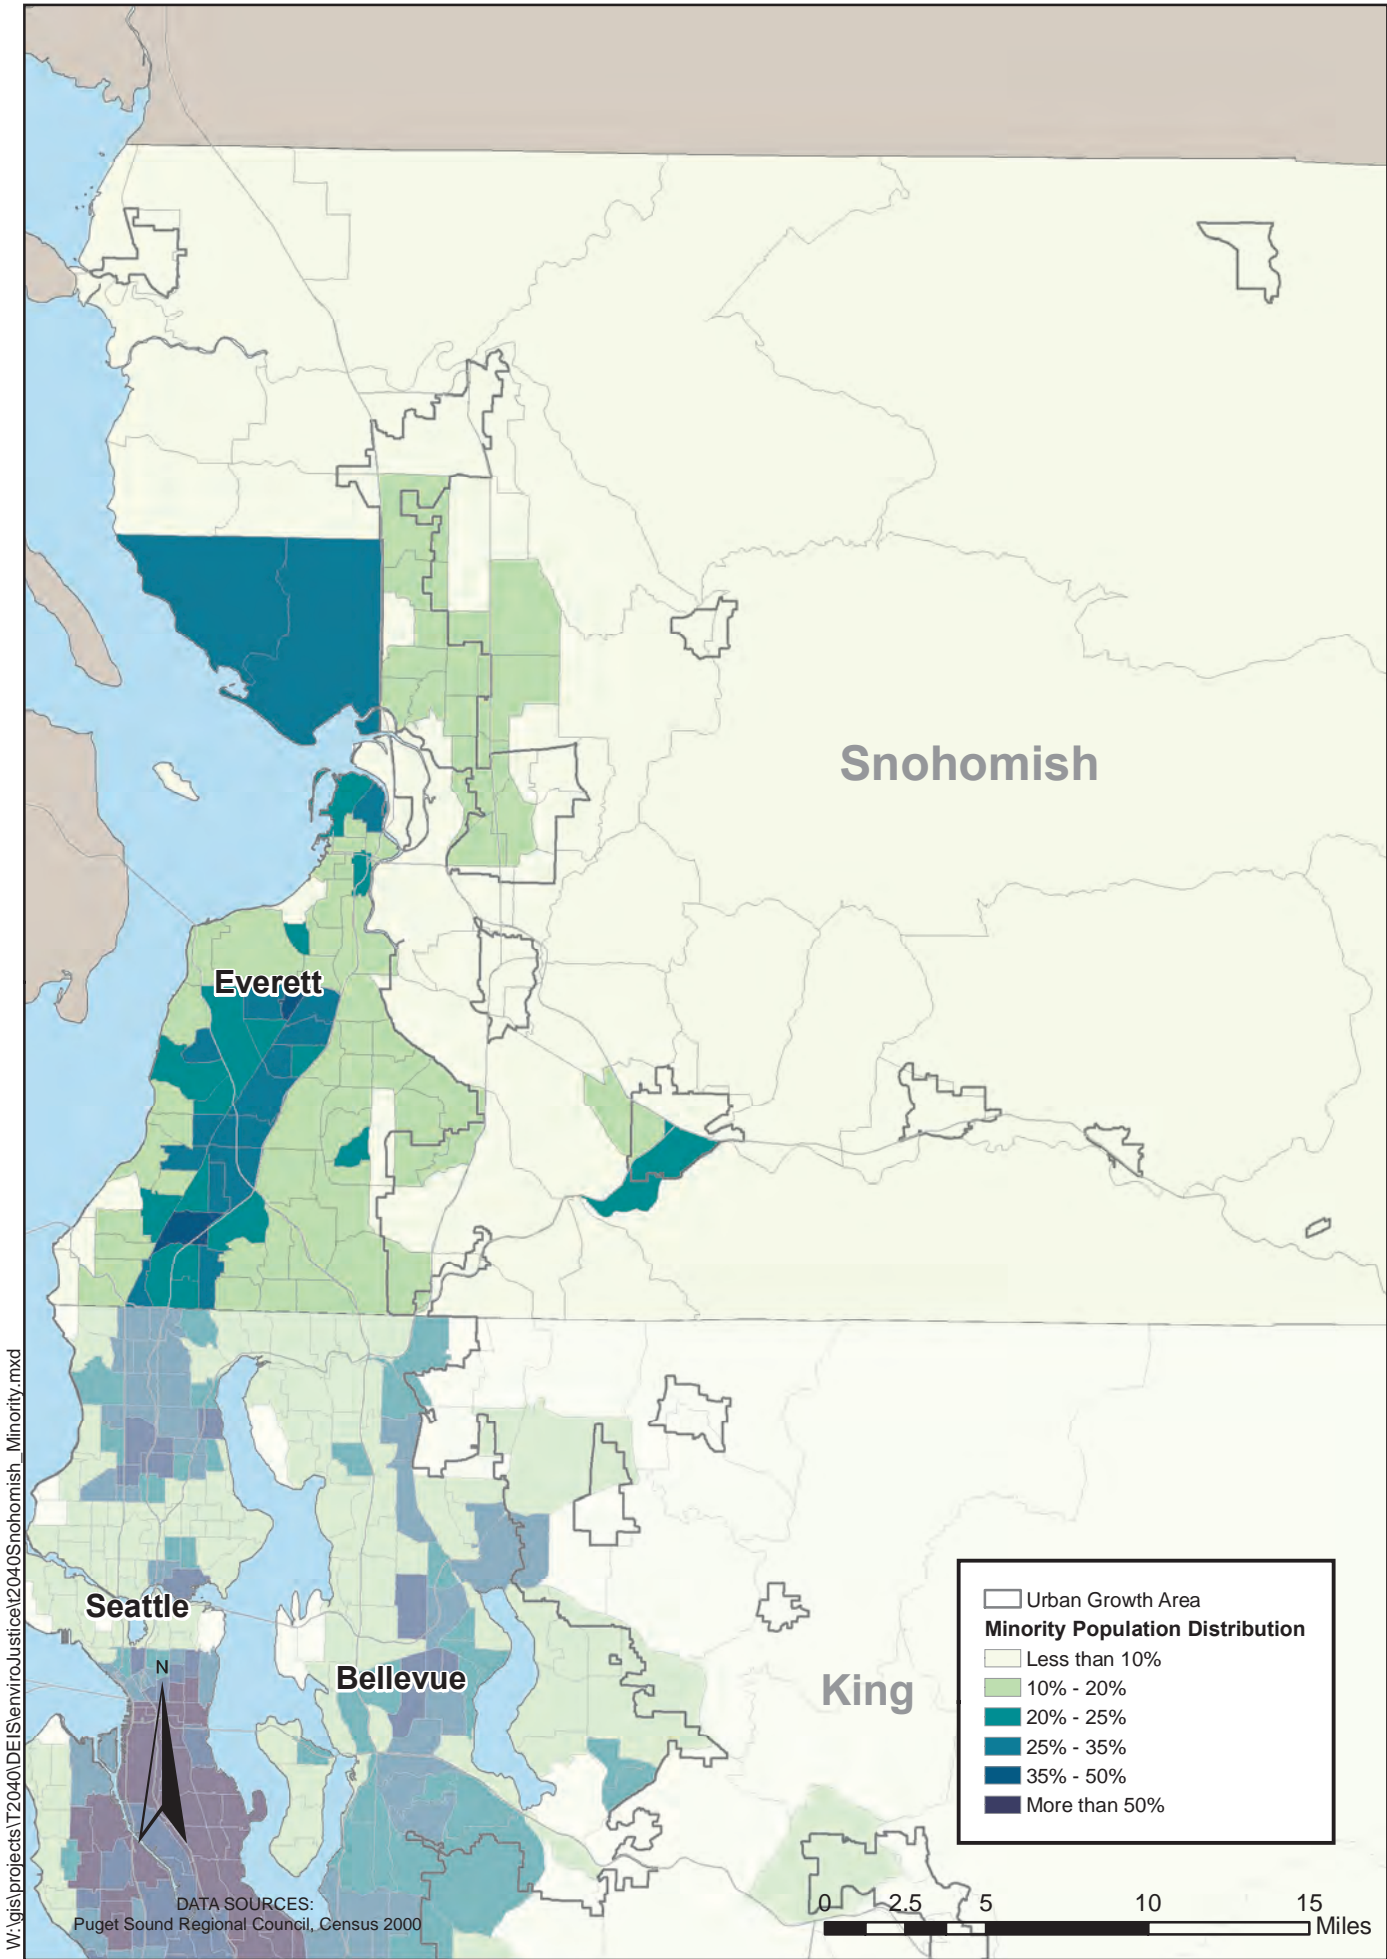 Snohomish
Everett
Seattle
Bellevue
King
N
Urban Growth Area
Minority Population Distribution
Less than 10%
10% - 20%
20% - 25%
25% - 35%
35% - 50%
More than 50%
0 2.5 5 10 15
Miles
DATA SOURCES:
Puget Sound Regional Council, Census 2000
W:\gis\projects\T2040\DEIS\enviroJustice\t2040Snohomish_Minority.mxd